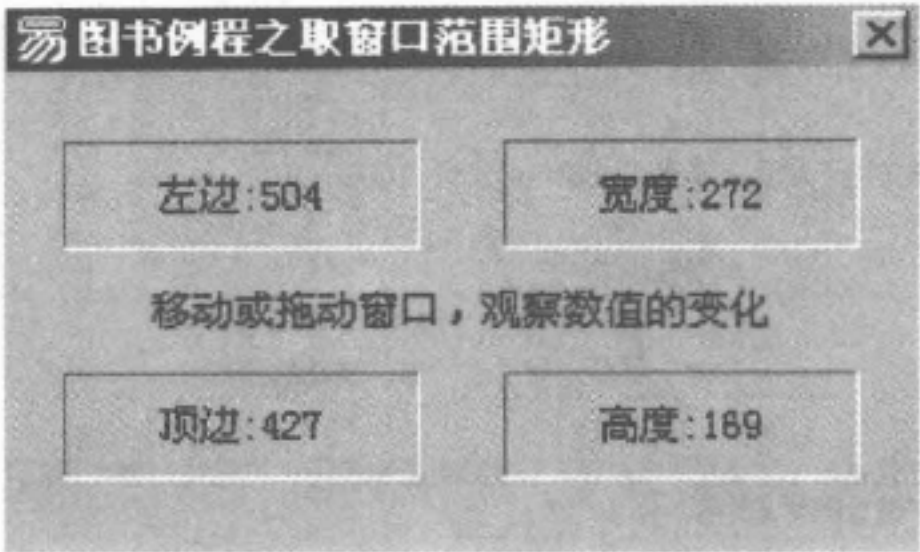 易 图书例程之取窗口范围矩形
左边:504
宽度:272
移动或拖动窗口，观察数值的变化
顶边:427
高度:169